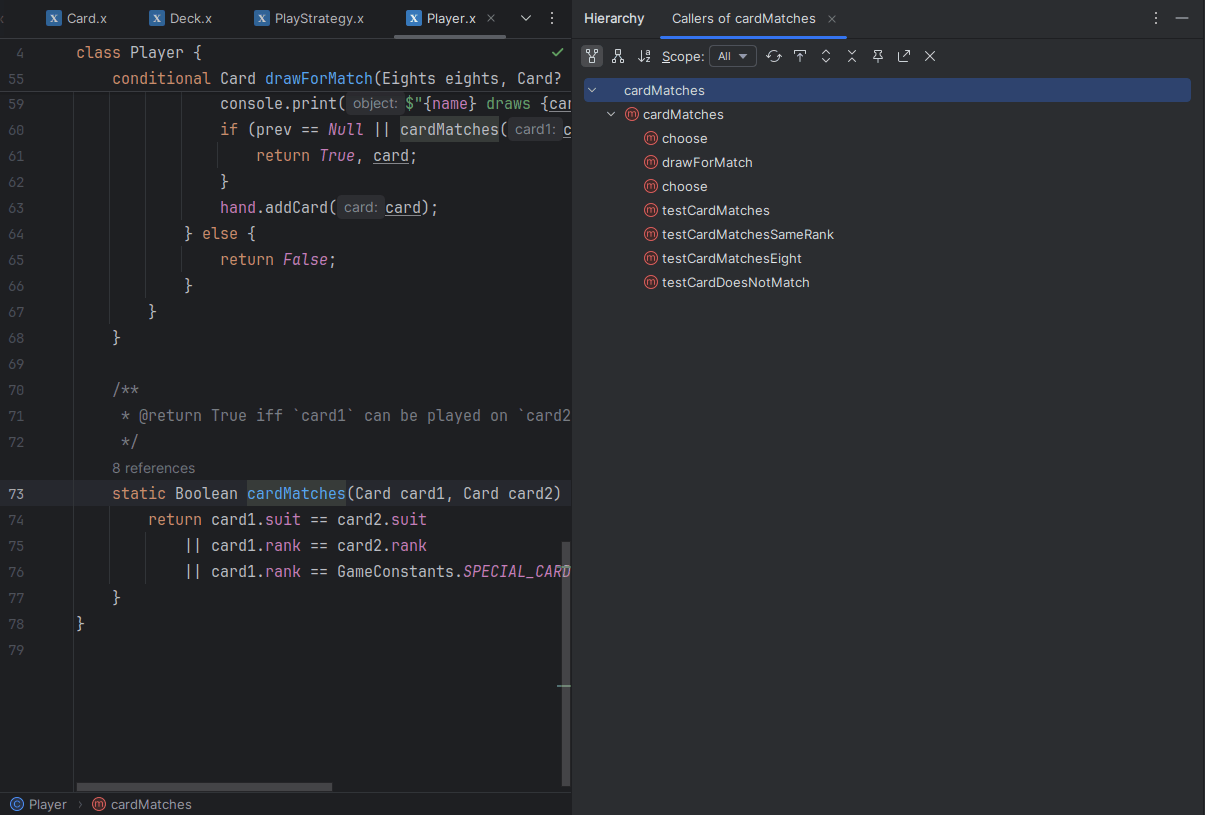 Card.x Deck.x PlayStrategy.x Player.x
4 class Player {
55 conditional Card drawForMatch(Eights eights, Card?
59 console.print( object: $"{name} draws {car
60 if (prev == Null || cardMatches( card1: c
61 return True, card;
62 }
63 hand.addCard( card: card);
64 } else {
65 return False;
66 }
67 }
68 }
69
70 /**
71 * @return True iff `card1` can be played on `card2
72 */
8 references
73 static Boolean cardMatches(Card card1, Card card2)
74 return card1.suit == card2.suit
75 || card1.rank == card2.rank
76 || card1.rank == GameConstants.SPECIAL_CARD
77 }
78 }
79
Player › cardMatches
Hierarchy Callers of cardMatches
Scope: All
cardMatches
cardMatches
choose
drawForMatch
choose
testCardMatches
testCardMatchesSameRank
testCardMatchesEight
testCardDoesNotMatch